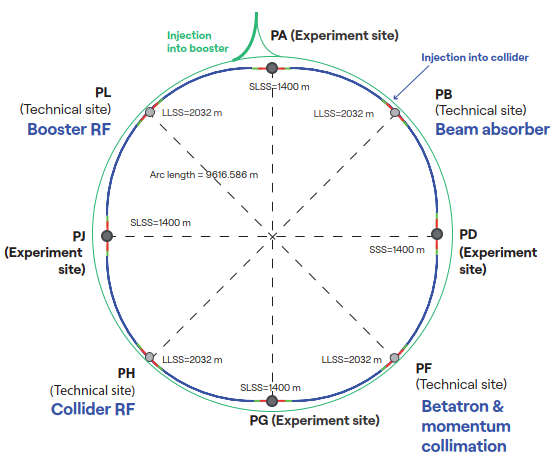 Injection
into booster
PA (Experiment site)
Injection into collider
SLSS=1400 m
PL
(Technical site)
Booster RF
LLSS=2032 m
LLSS=2032 m
PB
(Technical site)
Beam absorber
Arc length = 9616.586 m
SLSS=1400 m
PJ
(Experiment
site)
SSS=1400 m
PD
(Experiment
site)
LLSS=2032 m
LLSS=2032 m
PH
(Technical site)
Collider RF
SLSS=1400 m
PG (Experiment site)
PF
(Technical site)
Betatron &
momentum
collimation